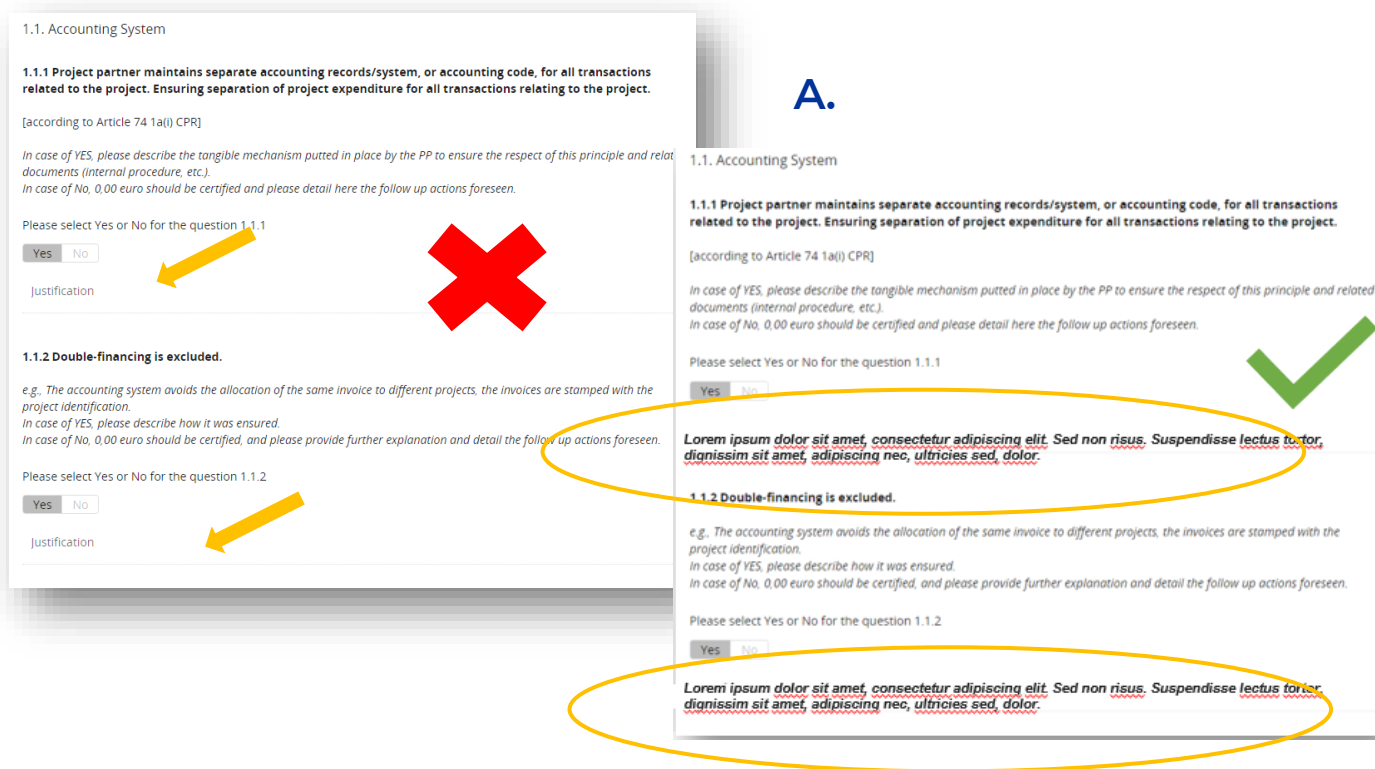 1.1. Accounting System
1.1.1 Project partner maintains separate accounting records/system, or accounting code, for all transactions
related to the project. Ensuring separation of project expenditure for all transactions relating to the project.
[according to Article 74 1a(i) CPR]
In case of YES, please describe the tangible mechanism putted in place by the PP to ensure the respect of this principle and relat
documents (internal procedure, etc.).
In case of No, 0,00 euro should be certified and please detail here the follow up actions foreseen.
Please select Yes or No for the question 1.1.1
Yes No
Justification
1.1.2 Double-financing is excluded.
e.g., The accounting system avoids the allocation of the same invoice to different projects, the invoices are stamped with the
project identification.
In case of YES, please describe how it was ensured.
In case of No, 0,00 euro should be certified, and please provide further explanation and detail the follow up actions foreseen.
Please select Yes or No for the question 1.1.2
Yes No
Justification
A.
1.1. Accounting System
1.1.1 Project partner maintains separate accounting records/system, or accounting code, for all transactions
related to the project. Ensuring separation of project expenditure for all transactions relating to the project.
[according to Article 74 1a(i) CPR]
In case of YES, please describe the tangible mechanism putted in place by the PP to ensure the respect of this principle and related
documents (internal procedure, etc.).
In case of No, 0,00 euro should be certified and please detail here the follow up actions foreseen.
Please select Yes or No for the question 1.1.1
Yes No
Lorem ipsum dolor sit amet, consectetur adipiscing elit. Sed non risus. Suspendisse lectus tortor,
dignissim sit amet, adipiscing nec, ultricies sed, dolor.
1.1.2 Double-financing is excluded.
e.g., The accounting system avoids the allocation of the same invoice to different projects, the invoices are stamped with the
project identification.
In case of YES, please describe how it was ensured.
In case of No, 0,00 euro should be certified, and please provide further explanation and detail the follow up actions foreseen.
Please select Yes or No for the question 1.1.2
Yes No
Lorem ipsum dolor sit amet, consectetur adipiscing elit. Sed non risus. Suspendisse lectus tortor,
dignissim sit amet, adipiscing nec, ultricies sed, dolor.